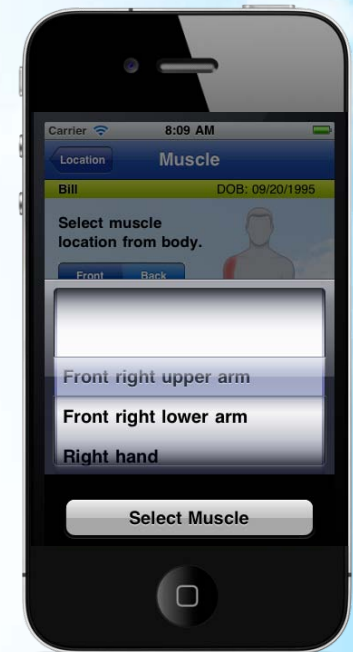 Carrier 8:09 AM
Location Muscle
Bill DOB: 09/20/1995
Select muscle
location from body.
Front Back
Front right upper arm
Front right lower arm
Right hand
Select Muscle